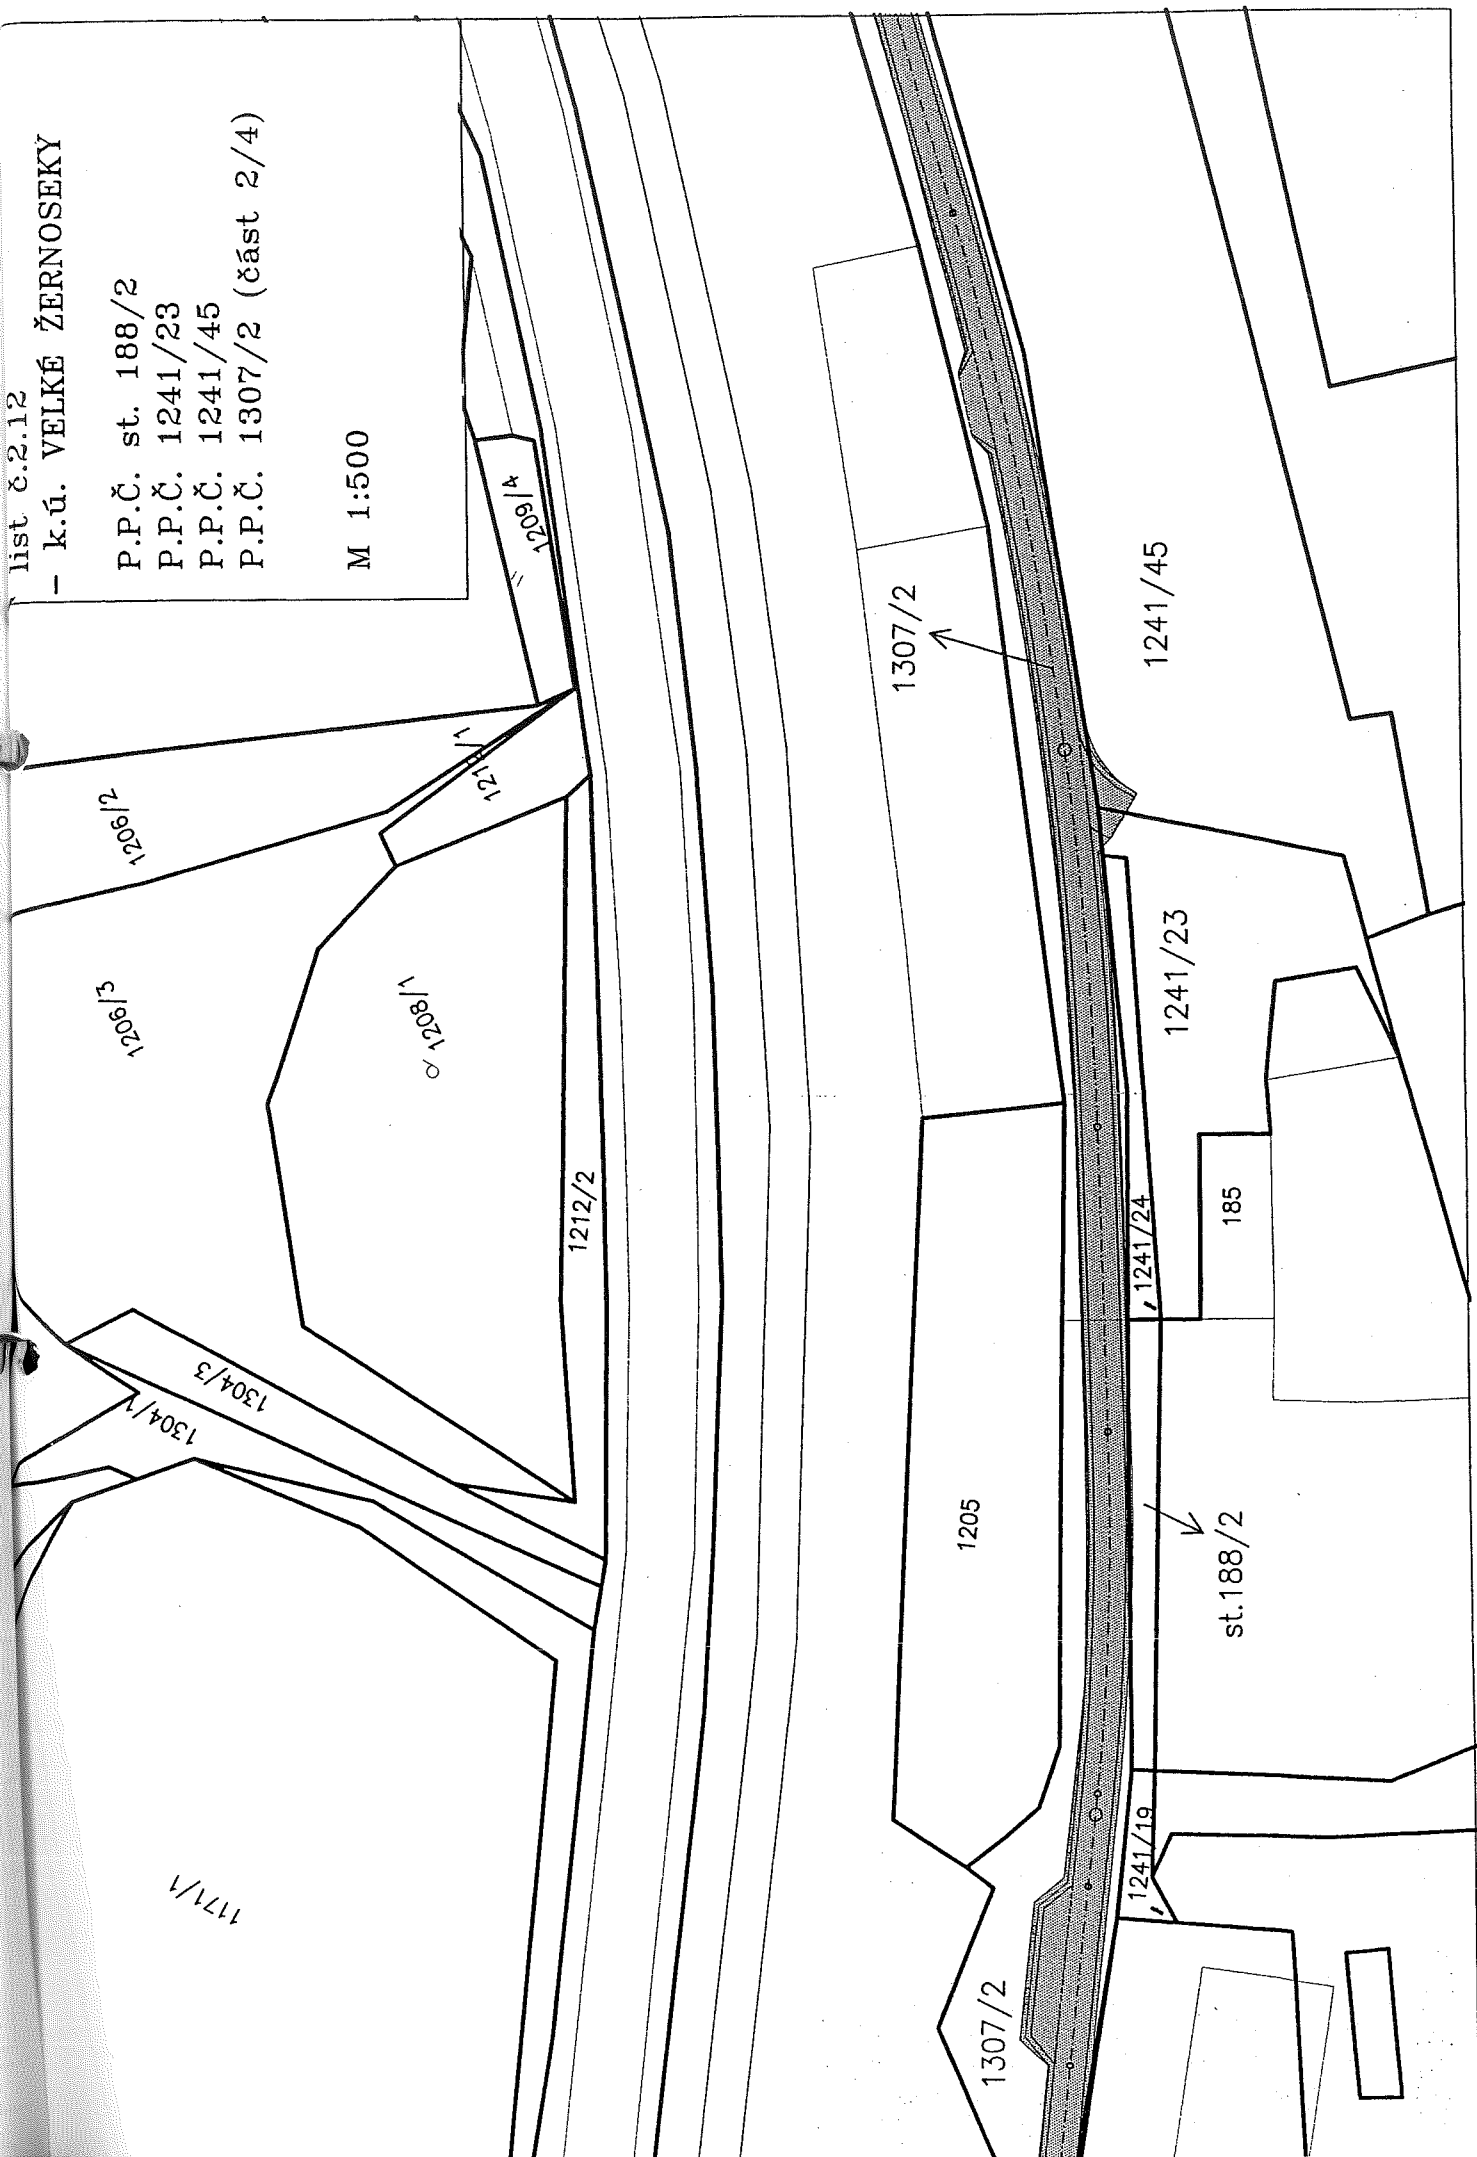 list č.2.12
– k.ú. VELKÉ ŽERNOSEKY
P.P.Č. st. 188/2
P.P.Č. 1241/23
P.P.Č. 1241/45
P.P.Č. 1307/2 (část 2/4)
M 1:500
1209/4
1206/2
1206/3
1208/1
1212/2
1304/3
1304/1
1171/1
1307/2
1241/45
1241/23
1241/24
185
1205
st.188/2
1241/19
1307/2